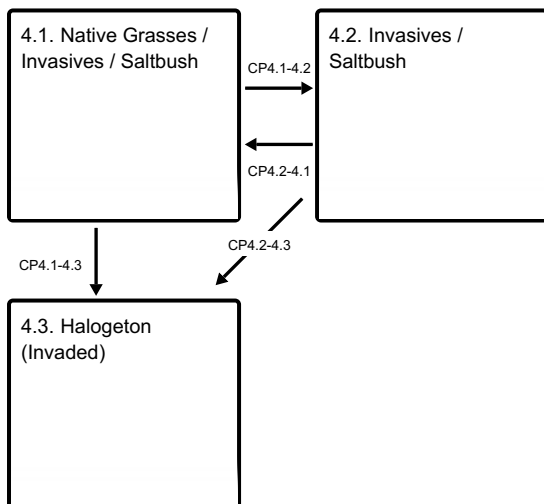 4.1. Native Grasses /
Invasives / Saltbush
CP4.1-4.2
4.2. Invasives /
Saltbush
CP4.2-4.1
CP4.1-4.3
CP4.2-4.3
4.3. Halogeton
(Invaded)